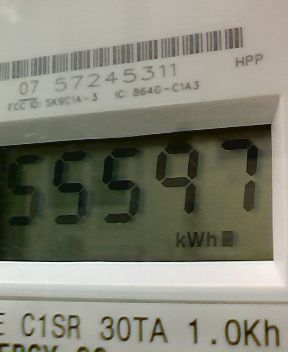 07 57245311
HPP
FCC ID: SK9C1A-3 IC: 864G-C1A3
55597
kWh
C1SR 30TA 1.0Kh